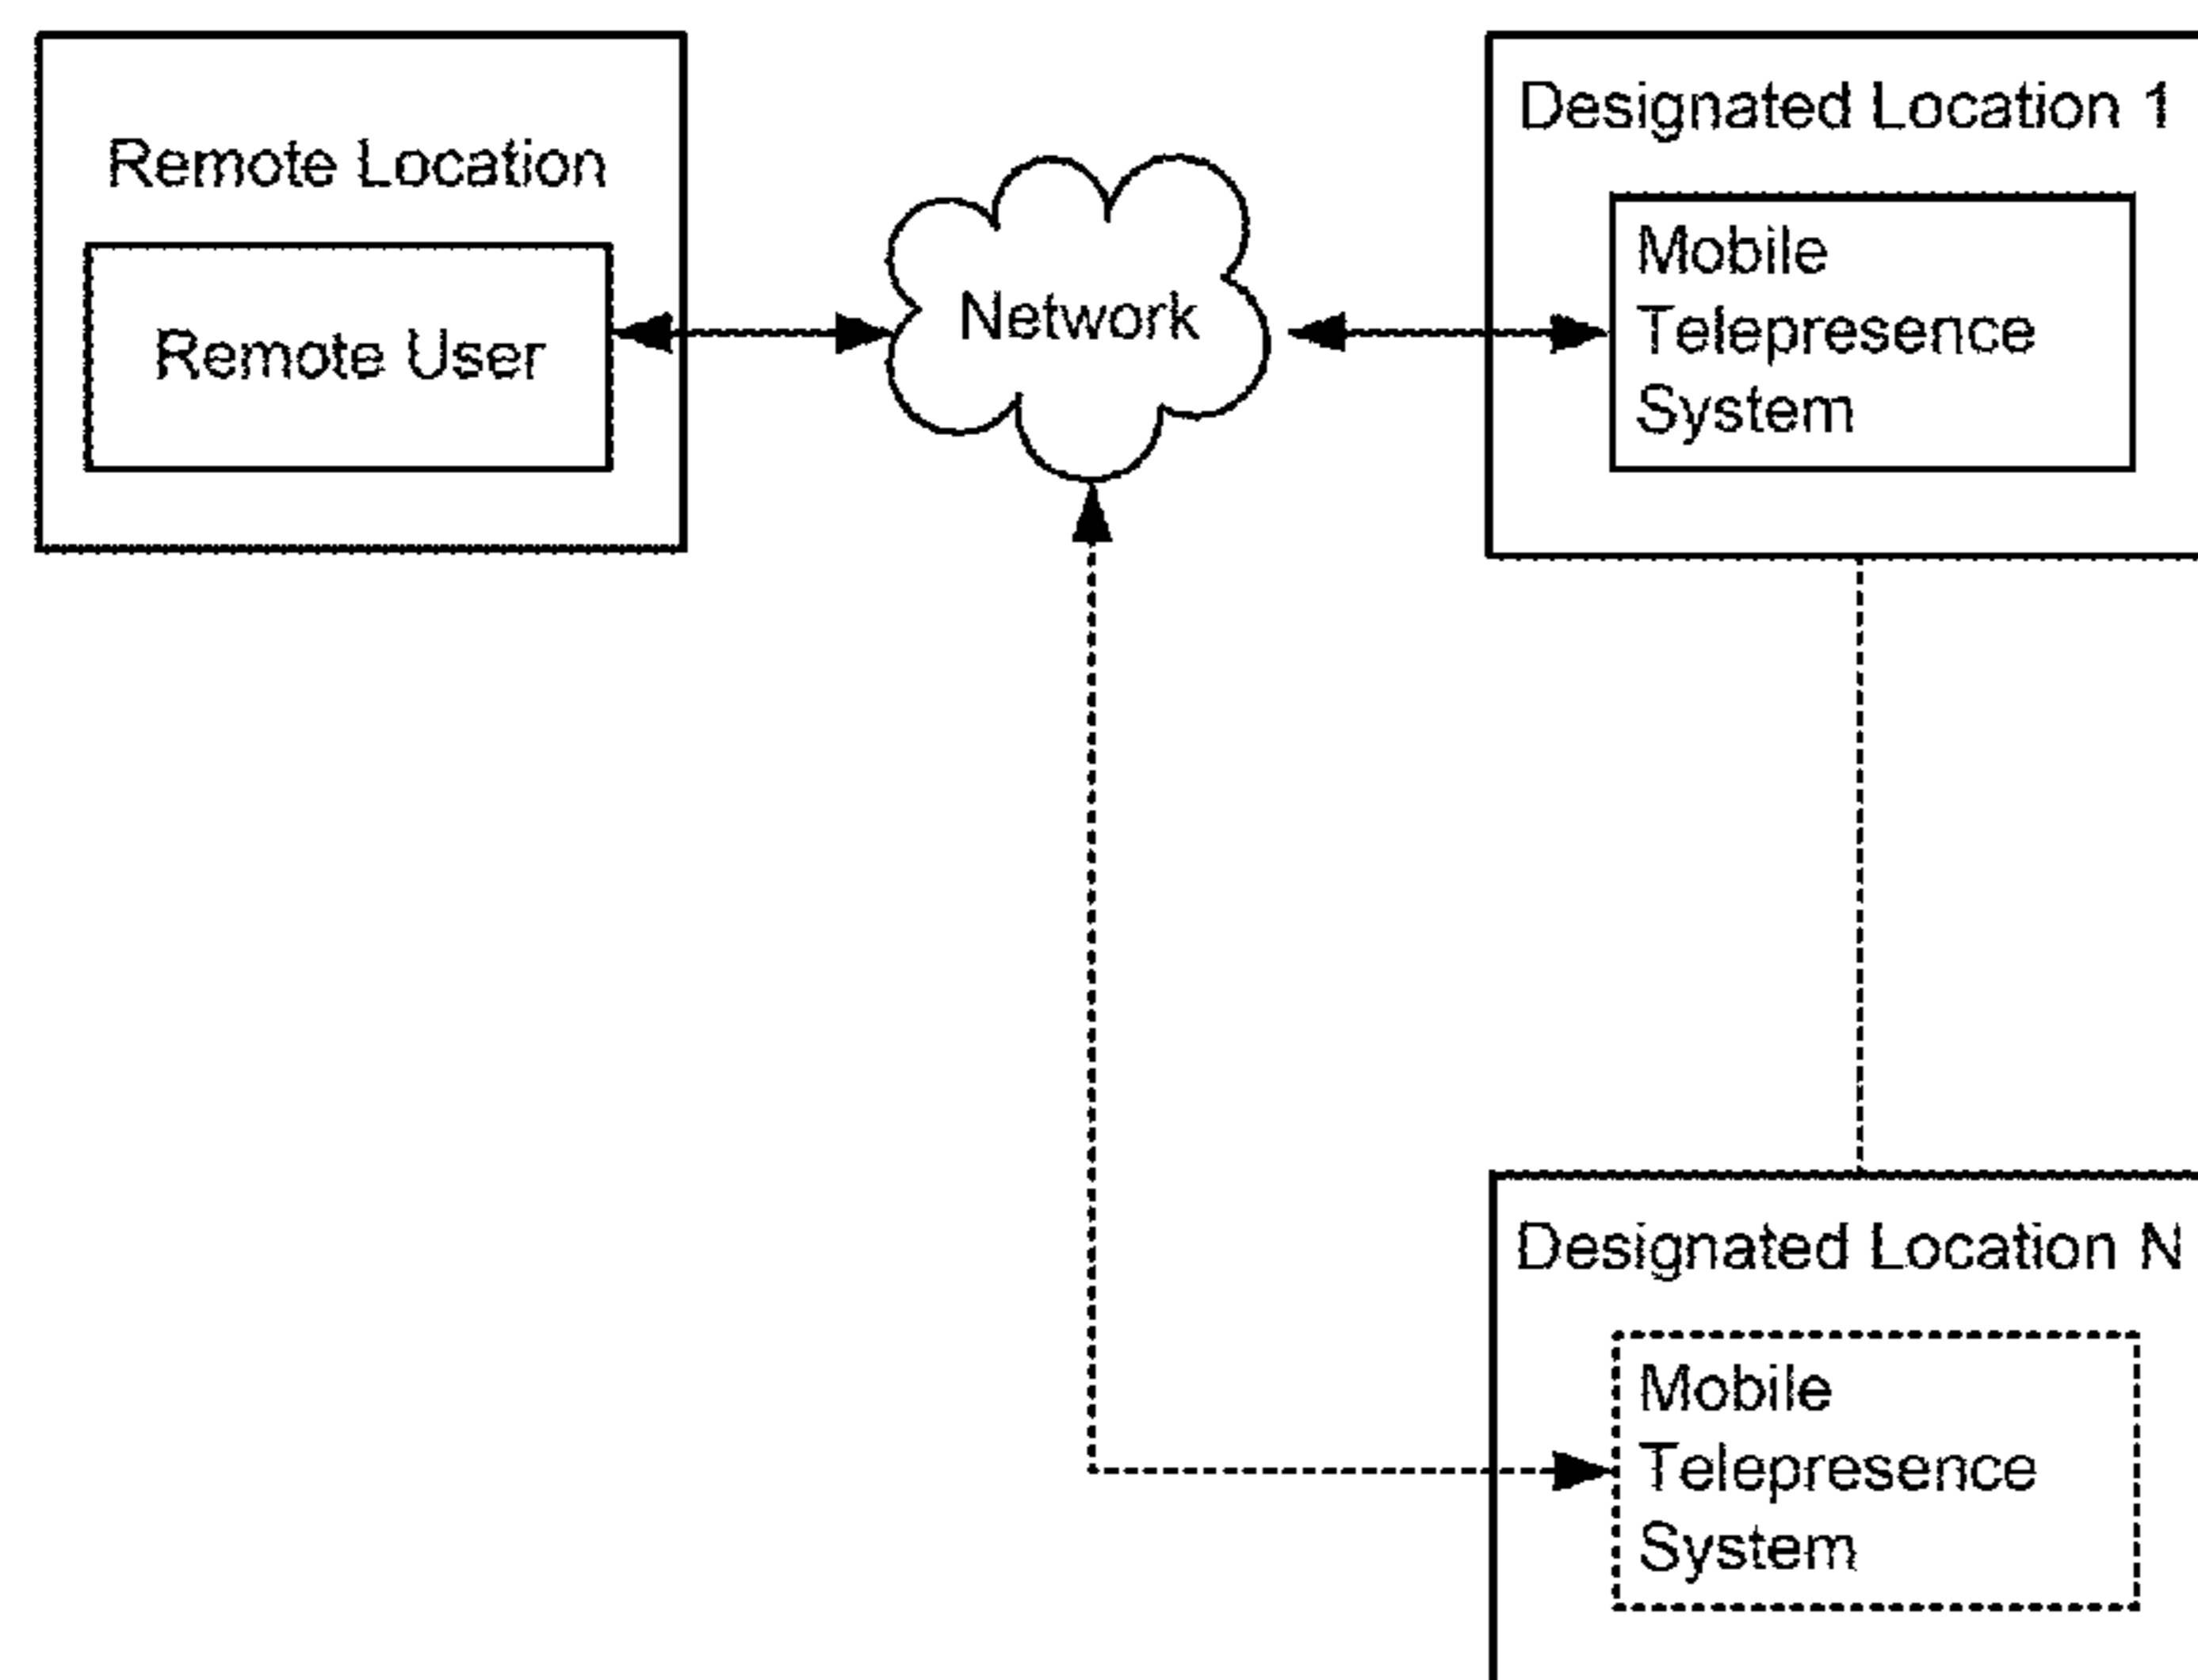 Remote Location
Remote User
Network
Designated Location 1
Mobile
Telepresence
System
Designated Location N
Mobile
Telepresence
System